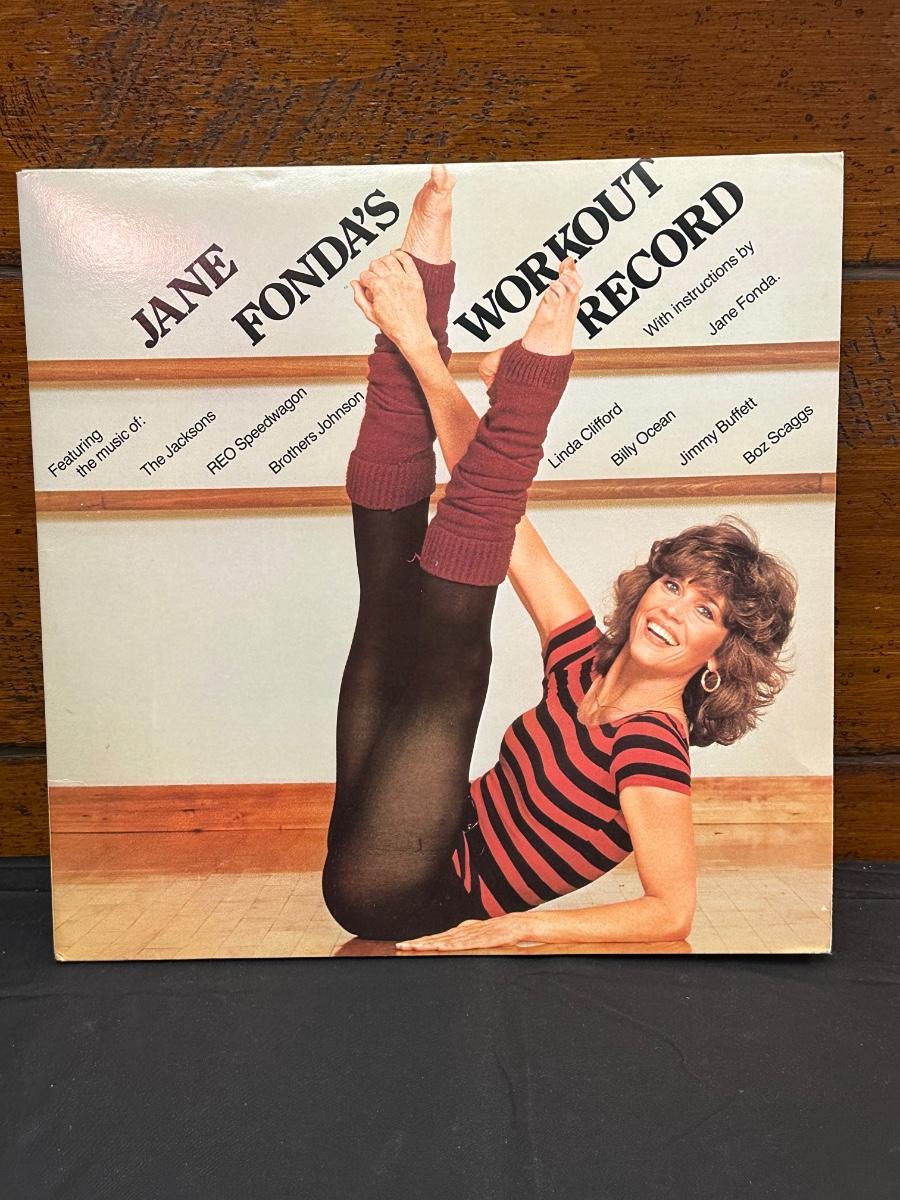 JANE
FONDA'S
WORKOUT
RECORD
With instructions by
Jane Fonda.
Featuring
the music of:
The Jacksons
REO Speedwagon
Brothers Johnson
Linda Clifford
Billy Ocean
Jimmy Buffett
Boz Scaggs